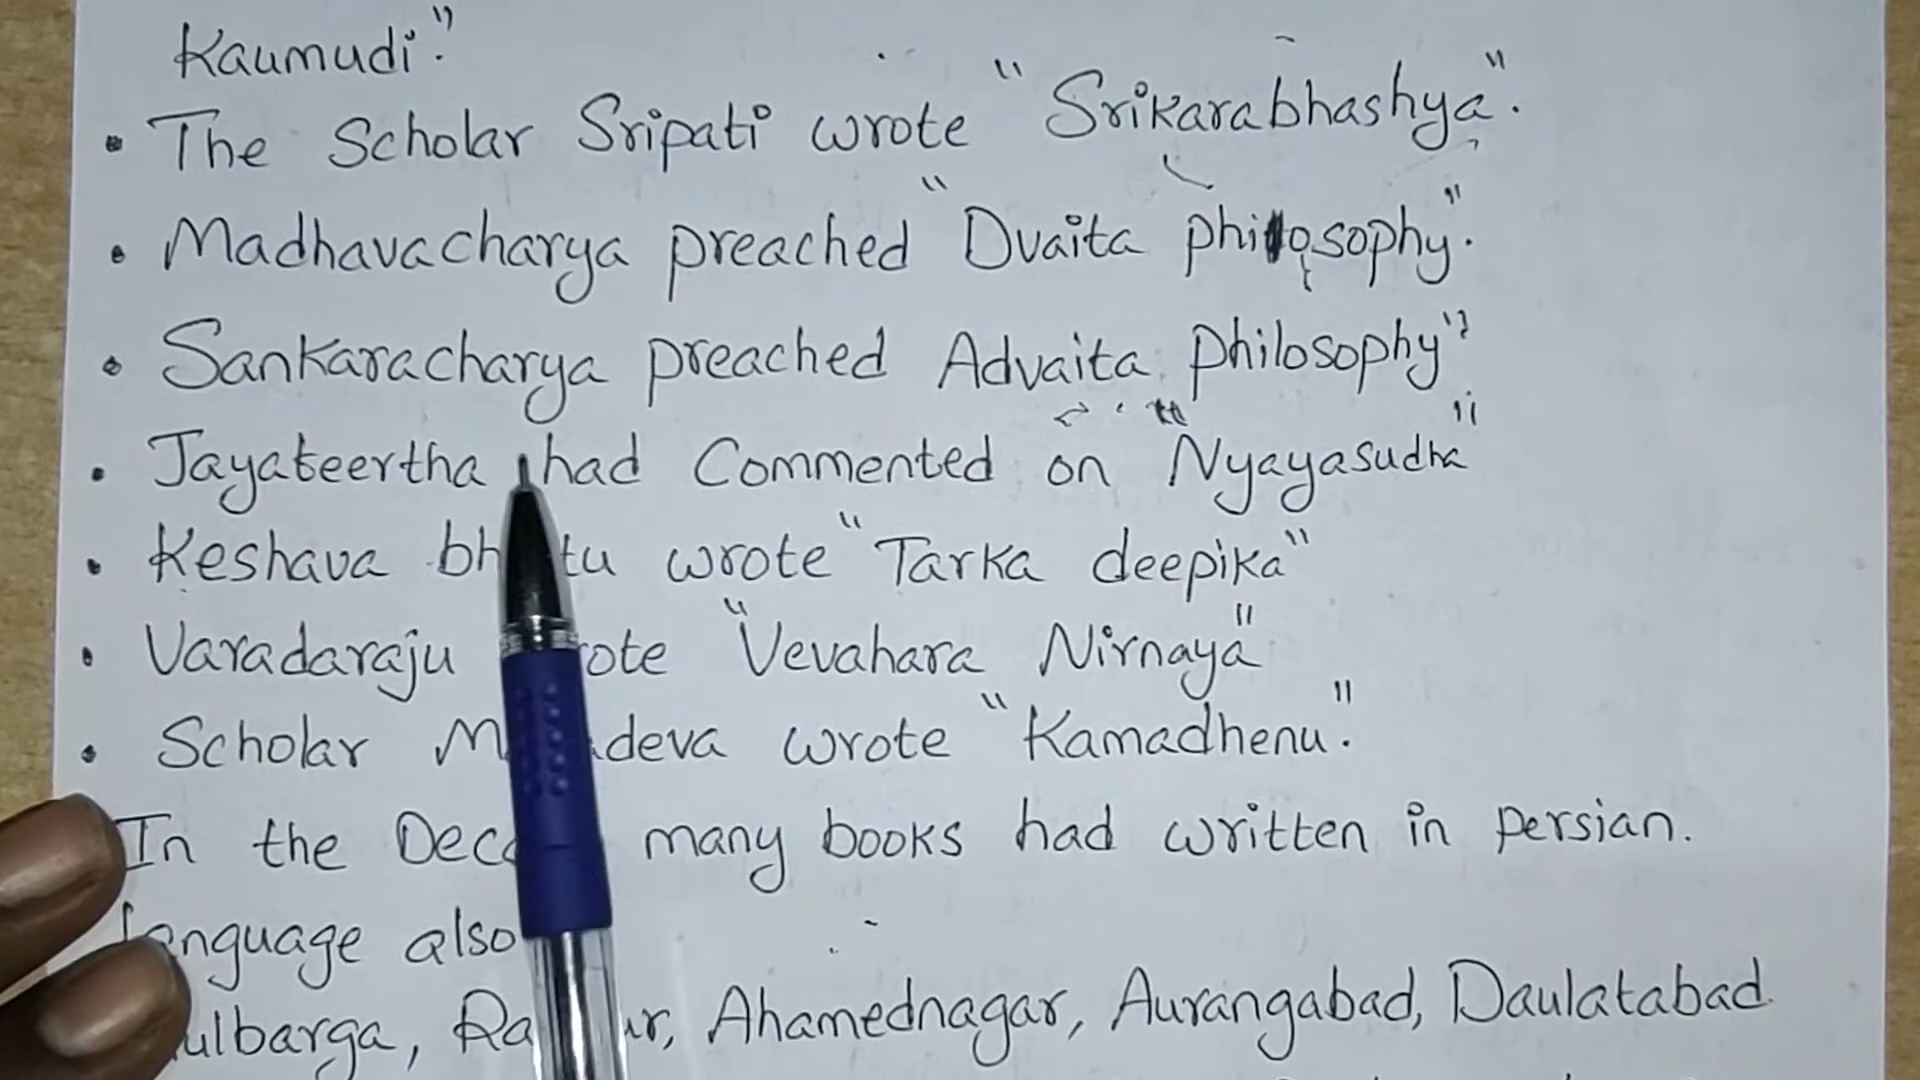 Kaumudi."
• The Scholar Sripati wrote "Srikarabhashya".
• Madhavacharya preached "Dvaita philosophy".
• Sankaracharya preached Advaita philosophy"
• Jayateertha had Commented on "Nyayasudha"
• Keshava wrote "Tarka deepika"
• Varadaraju "Vevahara Nirnaya"
• Scholar wrote "Kamadhenu".
In the many books had written in persian.
language also
Ahamednagar, Aurangabad, Daulatabad